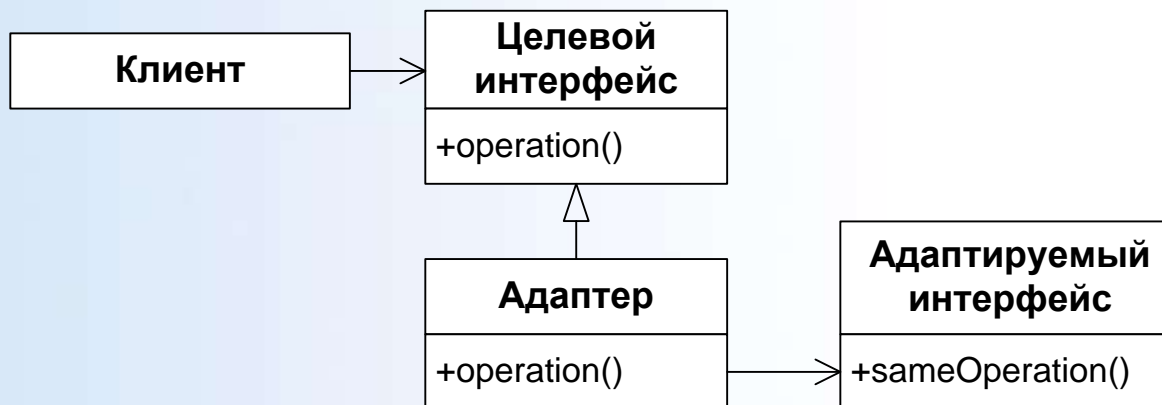 Клиент
Целевой
интерфейс
+operation()
Адаптер
+operation()
Адаптируемый
интерфейс
+sameOperation()